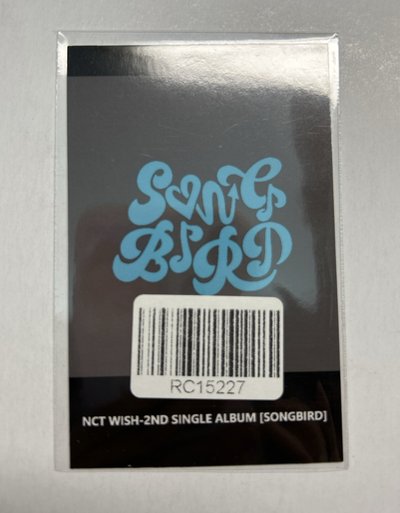 SONG
BIRD
RC15227
NCT WISH-2ND SINGLE ALBUM [SONGBIRD]